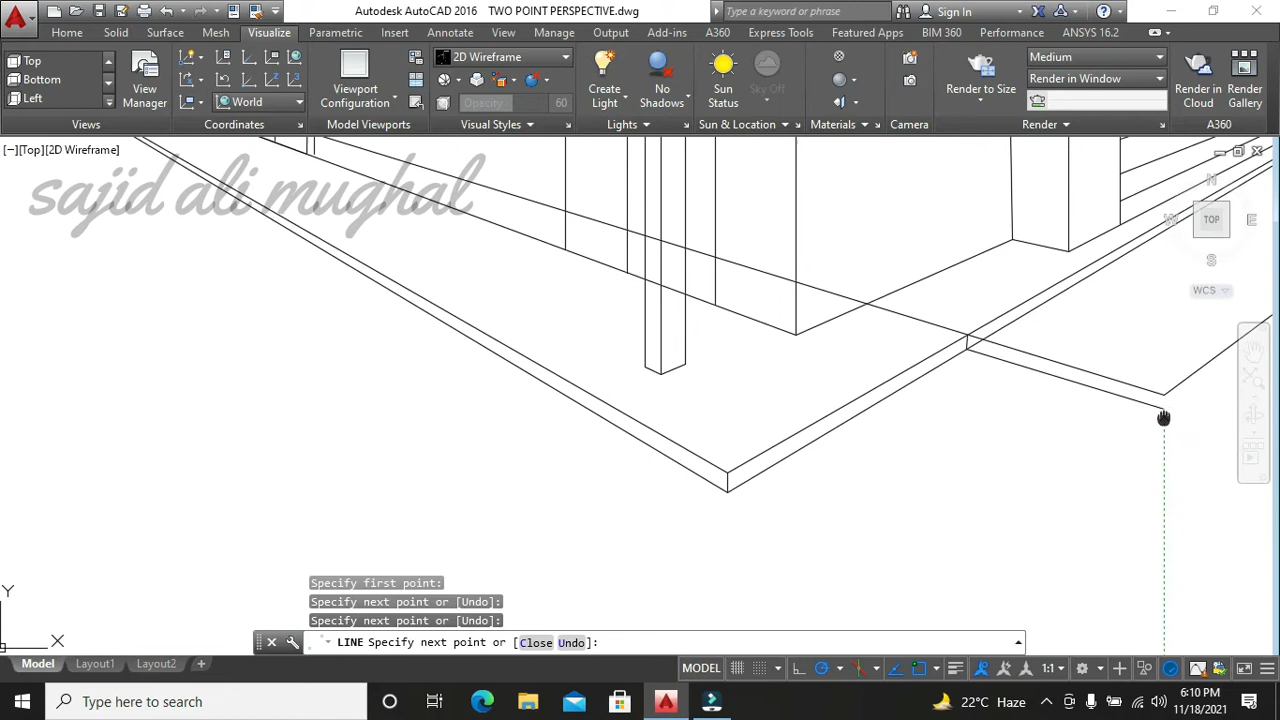 Autodesk AutoCAD 2016 TWO POINT PERSPECTIVE.dwg
Type a keyword or phrase
Sign In
Home Solid Surface Mesh Visualize Parametric Insert Annotate View Manage Output Add-ins A360 Express Tools Featured Apps BIM 360 Performance ANSYS 16.2
Top
Bottom
Left
View
Manager
World
Viewport
Configuration
2D Wireframe
Opacity 60
Create
Light
No
Shadows
Sun
Status
Sky Off
Render to Size
Medium
Render in Window
Render in
Cloud
Render
Gallery
Views Coordinates Model Viewports Visual Styles Lights Sun & Location Materials Camera Render A360
[−][Top][2D Wireframe]
sajid ali mughal
N
W TOP E
S
WCS
Y
X
Specify first point:
Specify next point or [Undo]:
Specify next point or [Undo]:
LINE Specify next point or [Close Undo]:
Model Layout1 Layout2
MODEL
1:1
Type here to search
22°C Haze
6:10 PM
11/18/2021